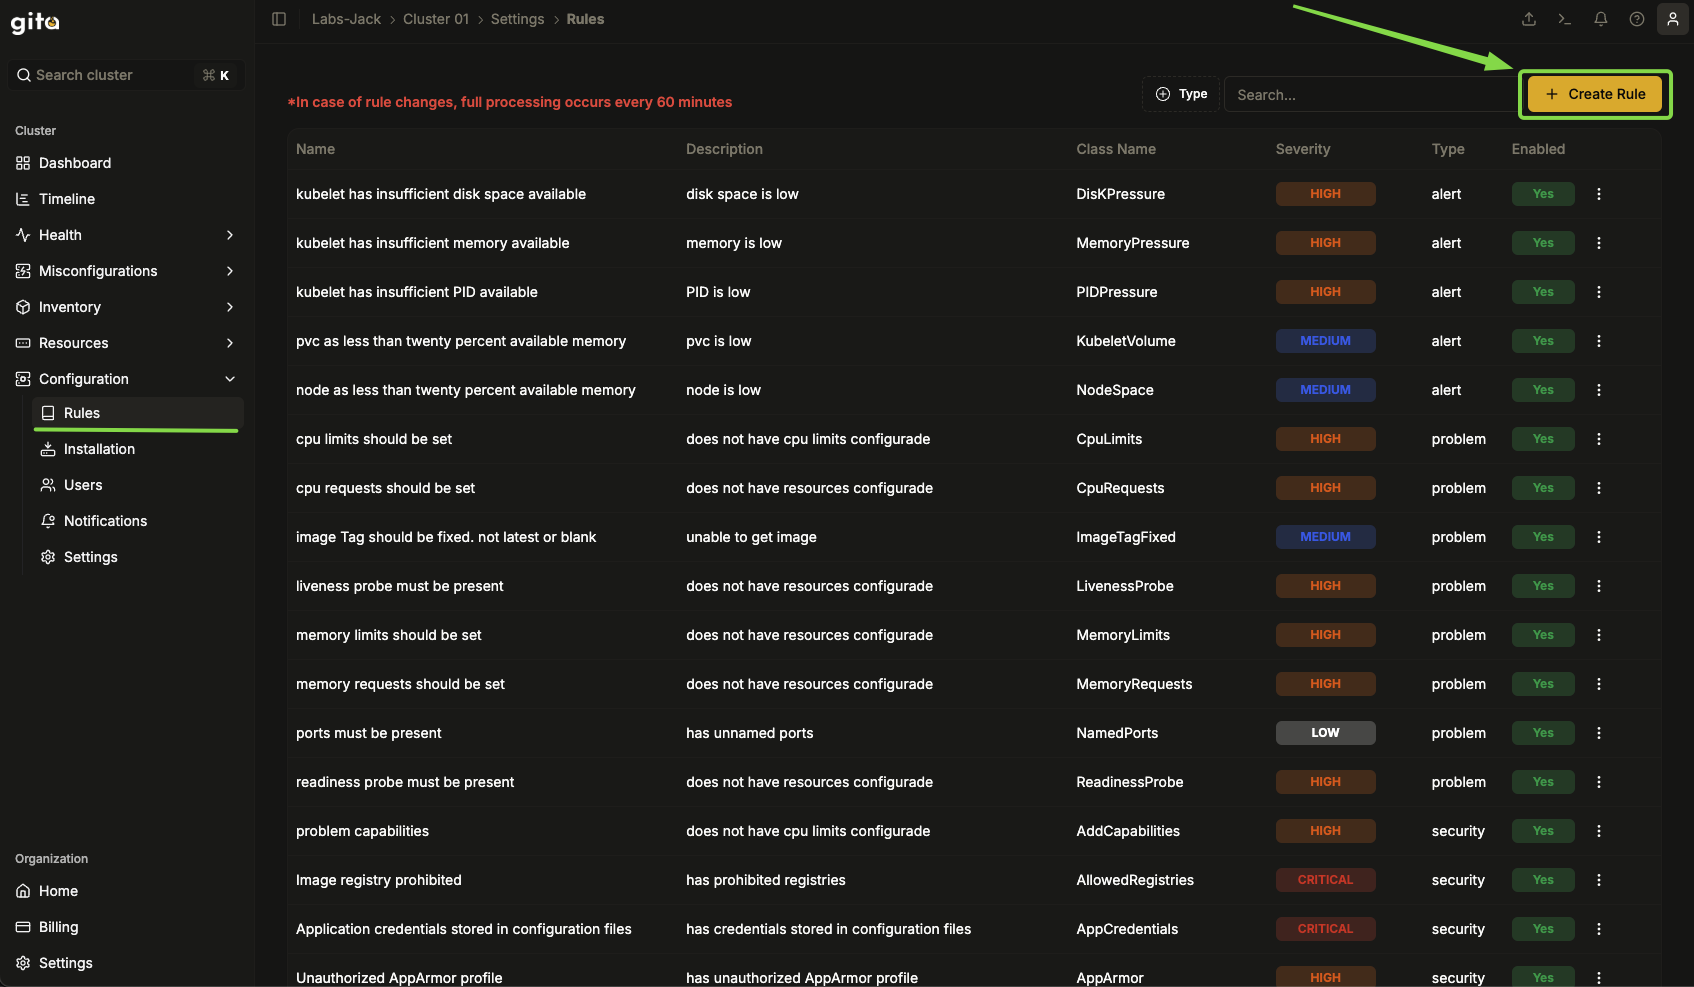 gito
Labs-Jack > Cluster 01 > Settings > Rules
Search cluster ⌘ K
Cluster
Dashboard
Timeline
Health
Misconfigurations
Inventory
Resources
Configuration
Rules
Installation
Users
Notifications
Settings
Organization
Home
Billing
Settings
*In case of rule changes, full processing occurs every 60 minutes
Type Search... + Create Rule
Name Description Class Name Severity Type Enabled
kubelet has insufficient disk space available disk space is low DisKPressure HIGH alert Yes
kubelet has insufficient memory available memory is low MemoryPressure HIGH alert Yes
kubelet has insufficient PID available PID is low PIDPressure HIGH alert Yes
pvc as less than twenty percent available memory pvc is low KubeletVolume MEDIUM alert Yes
node as less than twenty percent available memory node is low NodeSpace MEDIUM alert Yes
cpu limits should be set does not have cpu limits configurade CpuLimits HIGH problem Yes
cpu requests should be set does not have resources configurade CpuRequests HIGH problem Yes
image Tag should be fixed. not latest or blank unable to get image ImageTagFixed MEDIUM problem Yes
liveness probe must be present does not have resources configurade LivenessProbe HIGH problem Yes
memory limits should be set does not have resources configurade MemoryLimits HIGH problem Yes
memory requests should be set does not have resources configurade MemoryRequests HIGH problem Yes
ports must be present has unnamed ports NamedPorts LOW problem Yes
readiness probe must be present does not have resources configurade ReadinessProbe HIGH problem Yes
problem capabilities does not have cpu limits configurade AddCapabilities HIGH security Yes
Image registry prohibited has prohibited registries AllowedRegistries CRITICAL security Yes
Application credentials stored in configuration files has credentials stored in configuration files AppCredentials CRITICAL security Yes
Unauthorized AppArmor profile has unauthorized AppArmor profile AppArmor HIGH security Yes